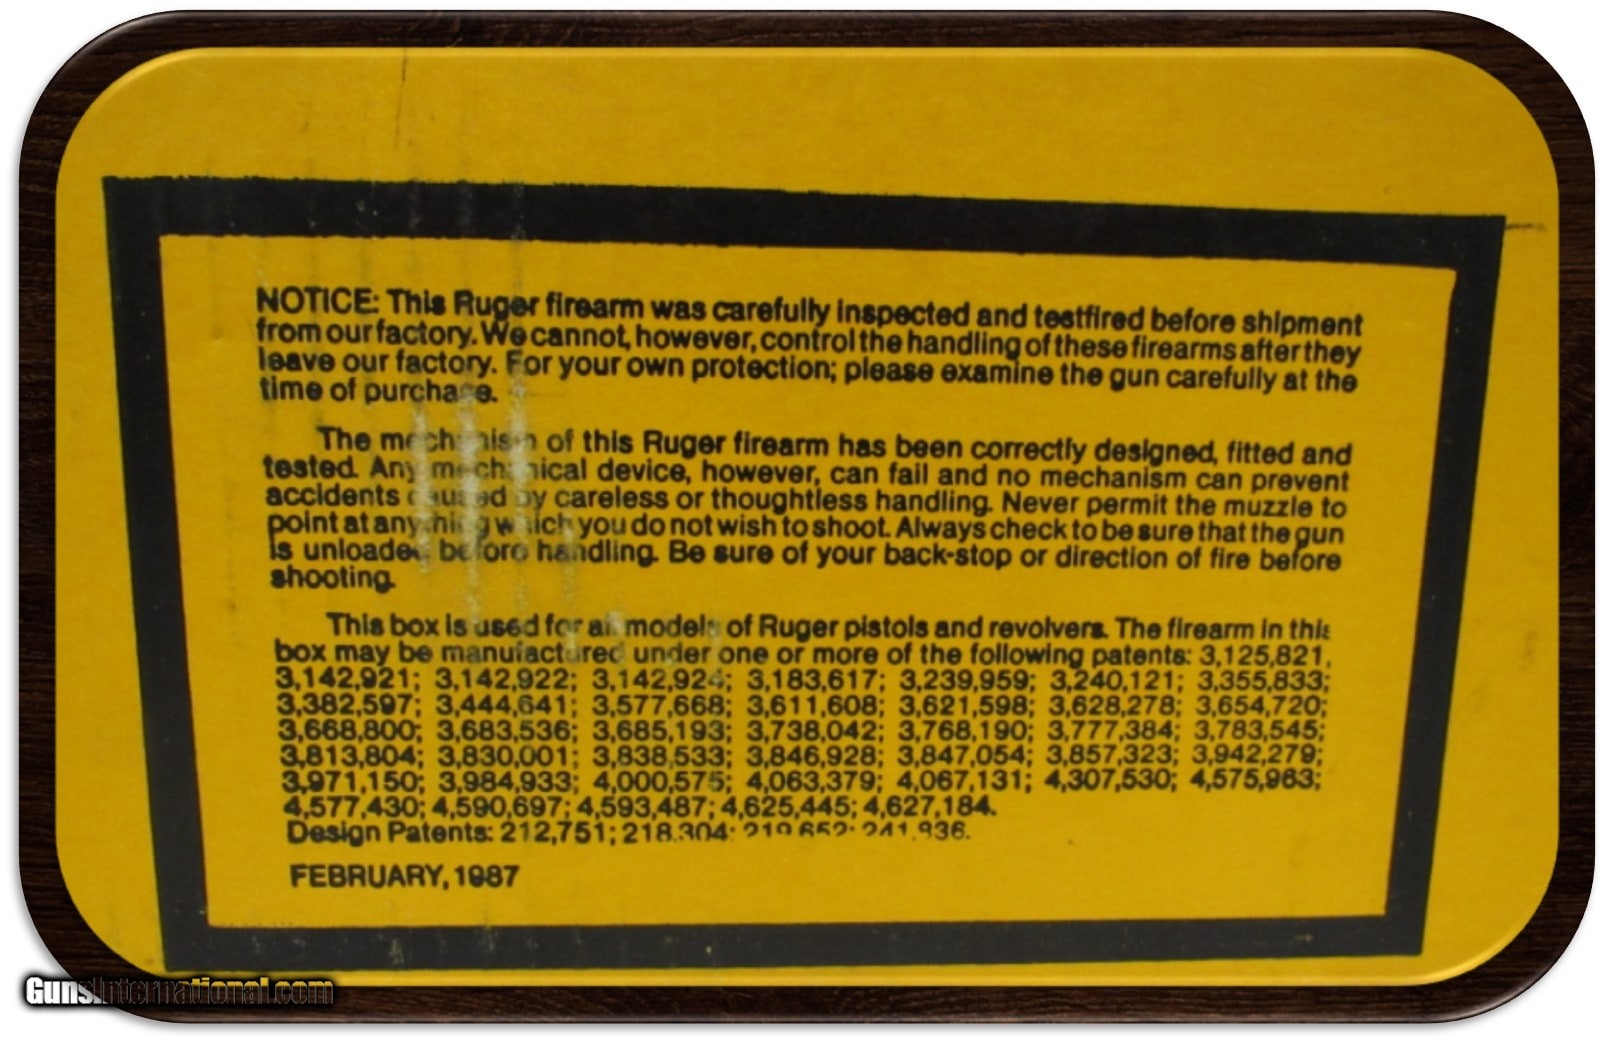 NOTICE: This Ruger firearm was carefully inspected and testfired before shipment
from our factory. We cannot, however, control the handling of these firearms after they
leave our factory. For your own protection; please examine the gun carefully at the
time of purchase.
The mechanism of this Ruger firearm has been correctly designed, fitted and
tested. Any mechanical device, however, can fail and no mechanism can prevent
accidents caused by careless or thoughtless handling. Never permit the muzzle to
point at anything which you do not wish to shoot. Always check to be sure that the gun
is unloaded before handling. Be sure of your back-stop or direction of fire before
shooting.
This box is used for all models of Ruger pistols and revolvers. The firearm in this
box may be manufactured under one or more of the following patents: 3,125,821,
3,142,921; 3,142,922; 3,142,924; 3,183,617; 3,239,959; 3,240,121; 3,355,833;
3,382,597; 3,444,641; 3,577,668; 3,611,608; 3,621,598; 3,628,278; 3,654,720;
3,668,800; 3,683,536; 3,685,193; 3,738,042; 3,768,190; 3,777,384; 3,783,545;
3,813,804; 3,830,001; 3,838,533; 3,846,928; 3,847,054; 3,857,323; 3,942,279;
3,971,150; 3,984,933; 4,000,575; 4,063,379; 4,067,131; 4,307,530; 4,575,963;
4,577,430; 4,590,697; 4,593,487; 4,625,445; 4,627,184.
Design Patents: 212,751; 218,304; 219,652; 241,936.
FEBRUARY, 1987
GunsInternational.com